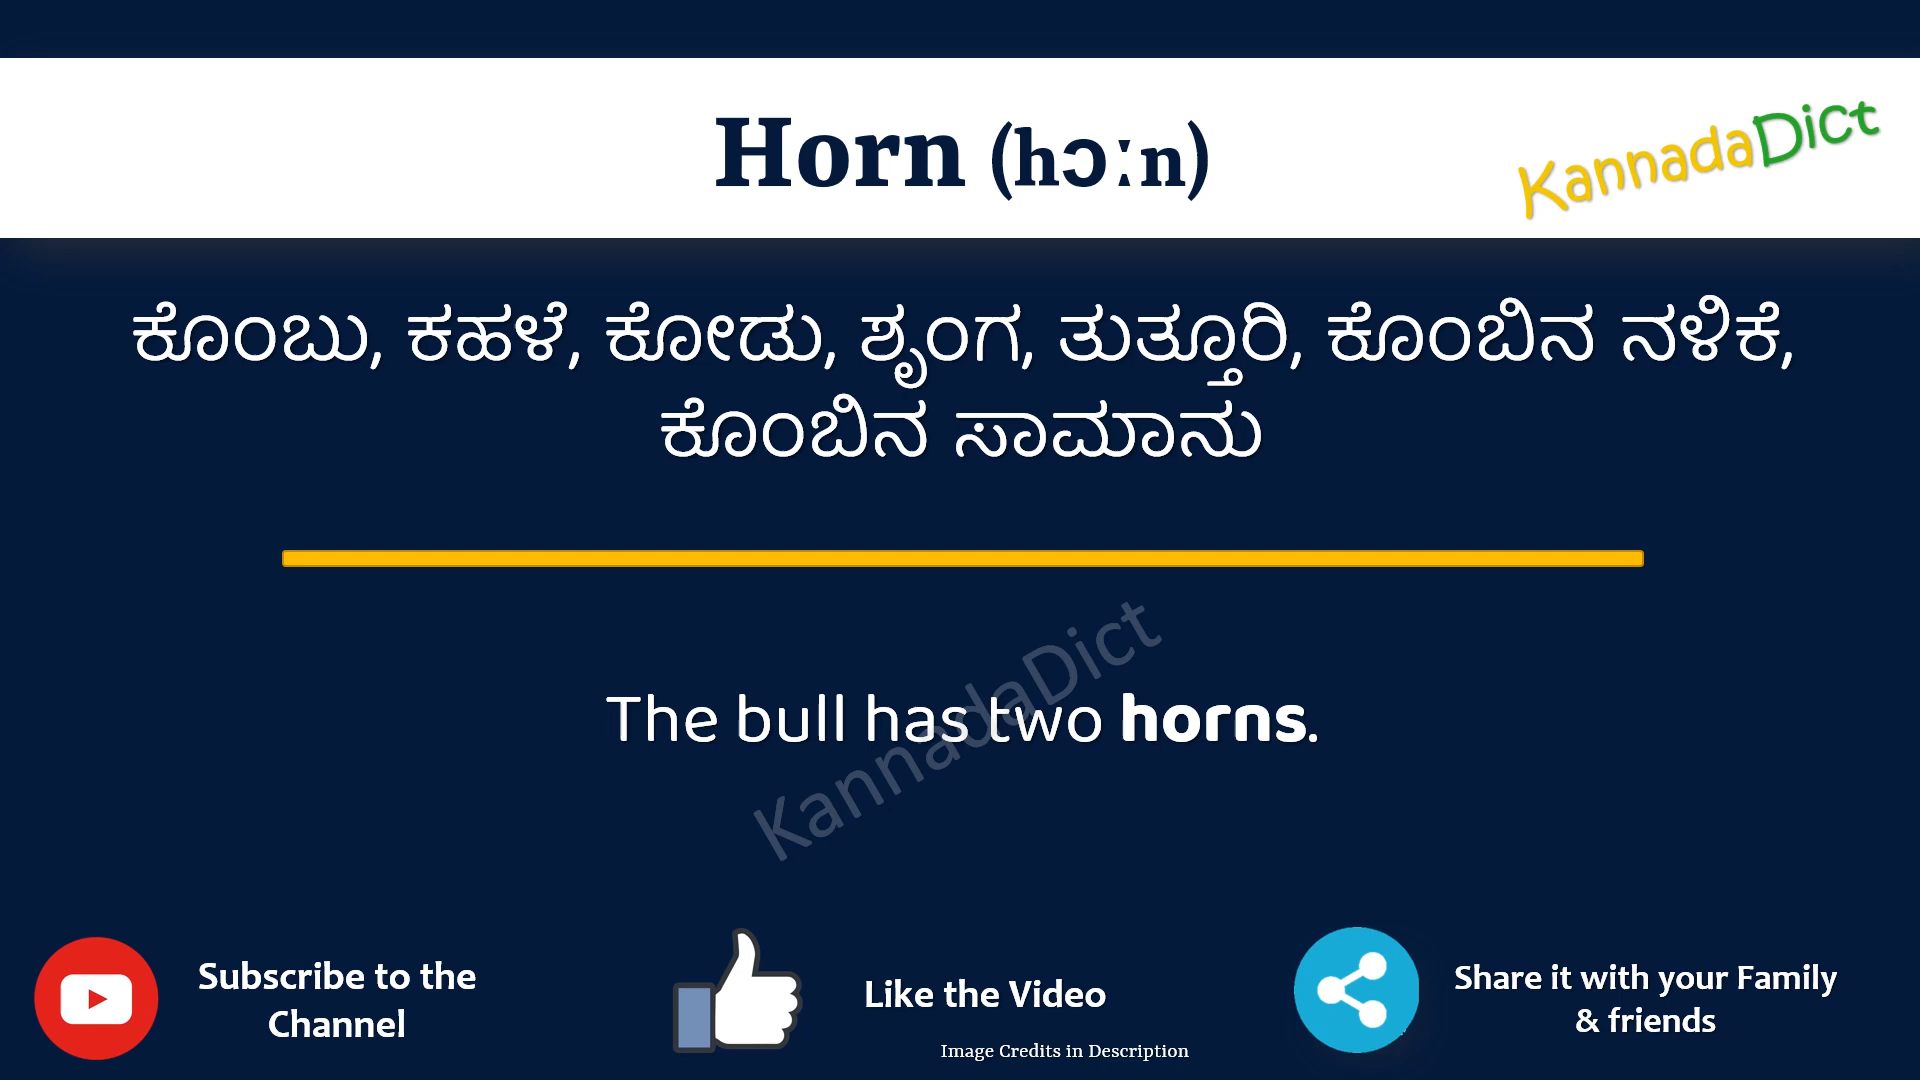 Horn (hɔːn)
KannadaDict
ಕೊಂಬು, ಕಹಳೆ, ಕೋಡು, ಶೃಂಗ, ತುತ್ತೂರಿ, ಕೊಂಬಿನ ನಳಿಕೆ,
ಕೊಂಬಿನ ಸಾಮಾನು
The bull has two horns.
KannadaDict
Subscribe to the
Channel
Like the Video
Share it with your Family
& friends
Image Credits in Description